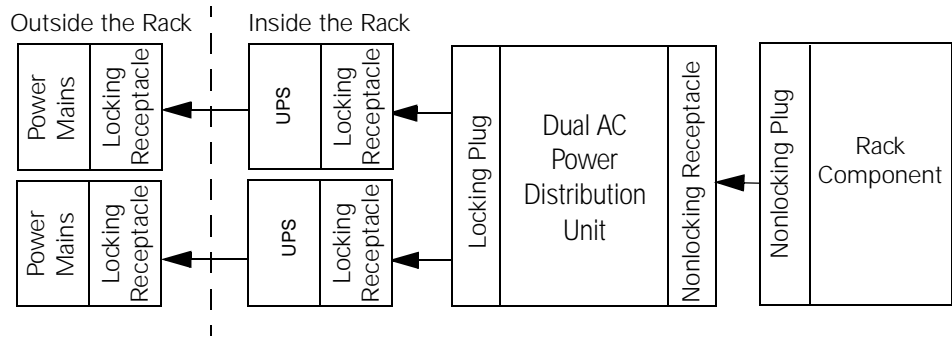 Outside the Rack
Inside the Rack
Power
Mains
Locking
Receptacle
UPS
Locking
Receptacle
Power
Mains
Locking
Receptacle
UPS
Locking
Receptacle
Locking Plug
Dual AC
Power
Distribution
Unit
Nonlocking Receptacle
Nonlocking Plug
Rack
Component